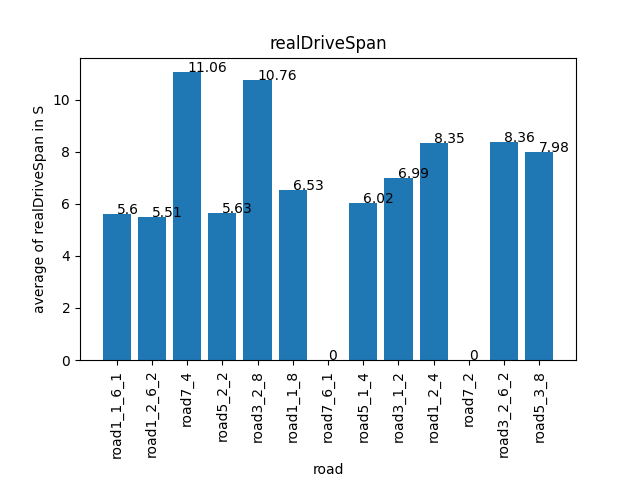 realDriveSpan
average of realDriveSpan in S
10
8
6
4
2
0
5.6
5.51
11.06
5.63
10.76
6.53
0
6.02
6.99
8.35
0
8.36
7.98
road1_1_6_1
road1_2_6_2
road7_4
road5_2_2
road3_2_8
road1_1_8
road7_6_1
road5_1_4
road3_1_2
road1_2_4
road7_2
road3_2_6_2
road5_3_8
road